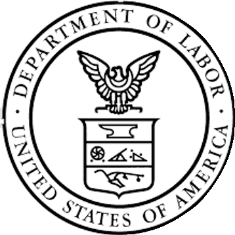 DEPARTMENT OF LABOR
UNITED STATES OF AMERICA